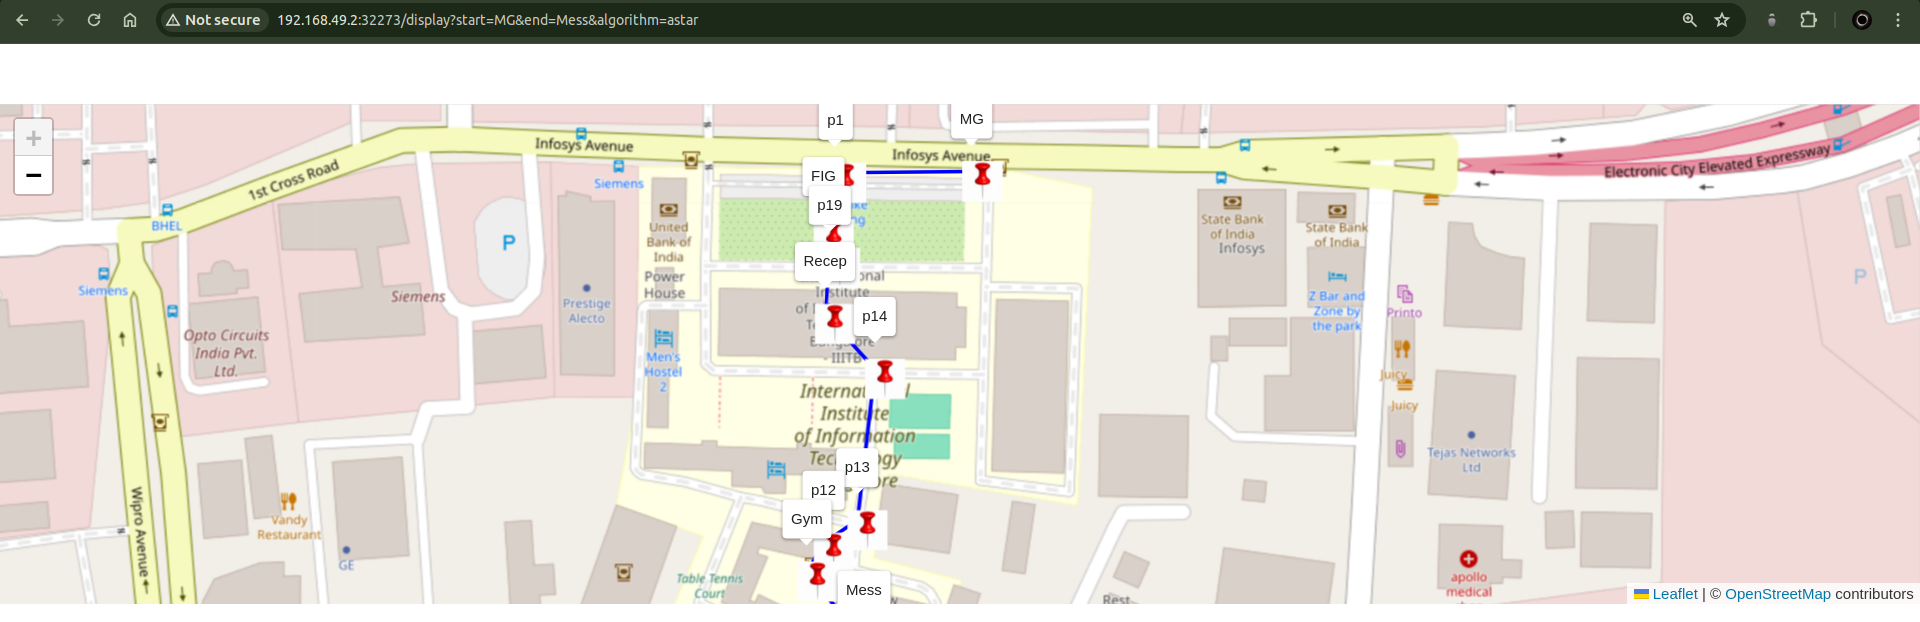 Not secure
192.168.49.2:32273/display?start=MG&end=Mess&algorithm=astar
+
−
p1
MG
Infosys Avenue
Infosys Avenue
1st Cross Road
Electronic City Elevated Expressway
Siemens
FIG
p19
BHEL
P
United
Bank of
India
State Bank
of India
Infosys
State Bank
of India
Recep
Siemens
Siemens
Power
House
Institute
Prestige
Alecto
Z Bar and
Zone by
the park
Printo
P
p14
Opto Circuits
India Pvt.
Ltd.
- IIITB
Men's
Hostel
2
Juicy
Juicy
Institute
of Information
p13
Tejas Networks
Ltd
p12
Gym
Wipro Avenue
Vandy
Restaurant
GE
Table Tennis
Court
Mess
Rest
apollo
medical
Leaflet | © OpenStreetMap contributors